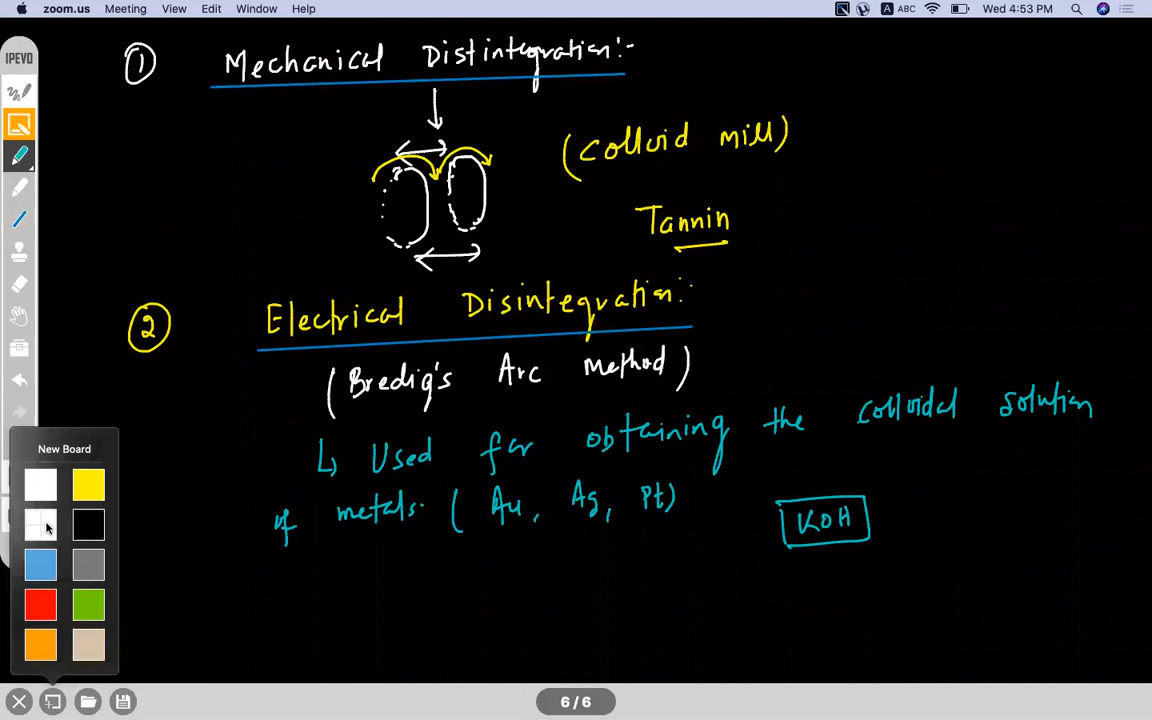 zoom.us Meeting View Edit Window Help
A ABC Wed 4:53 PM
IPEVO
① Mechanical Distintegration:-
(Colloid mill)
Tannin
② Electrical Disintegration:-
(Bredig's Arc Method)
↳ Used for obtaining the colloidal solution
of metals. (Au, Ag, Pt)
KOH
New Board
6/6